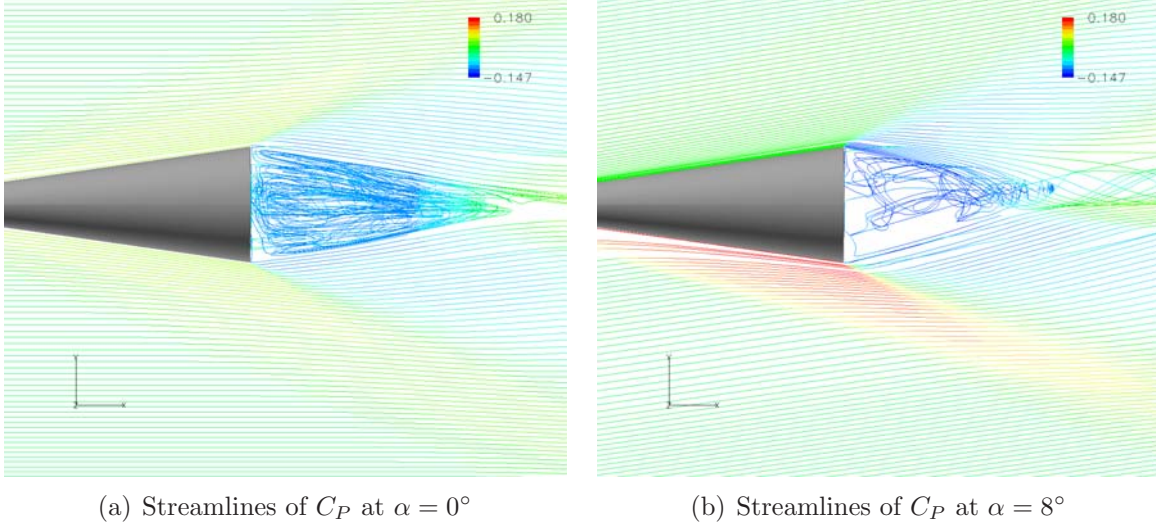 0.180
-0.147
0.180
-0.147
Y
Z
X
Y
Z
X
(a) Streamlines of C_P at α = 0°
(b) Streamlines of C_P at α = 8°